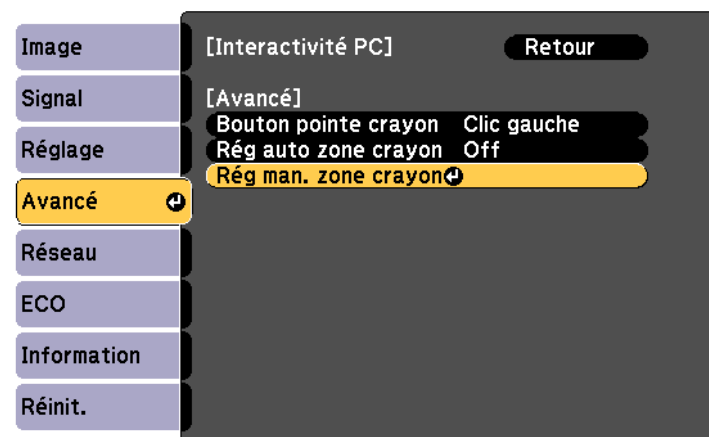 Image
Signal
Réglage
Avancé
Réseau
ECO
Information
Réinit.
[Interactivité PC] Retour
[Avancé]
Bouton pointe crayon Clic gauche
Rég auto zone crayon Off
Rég man. zone crayon